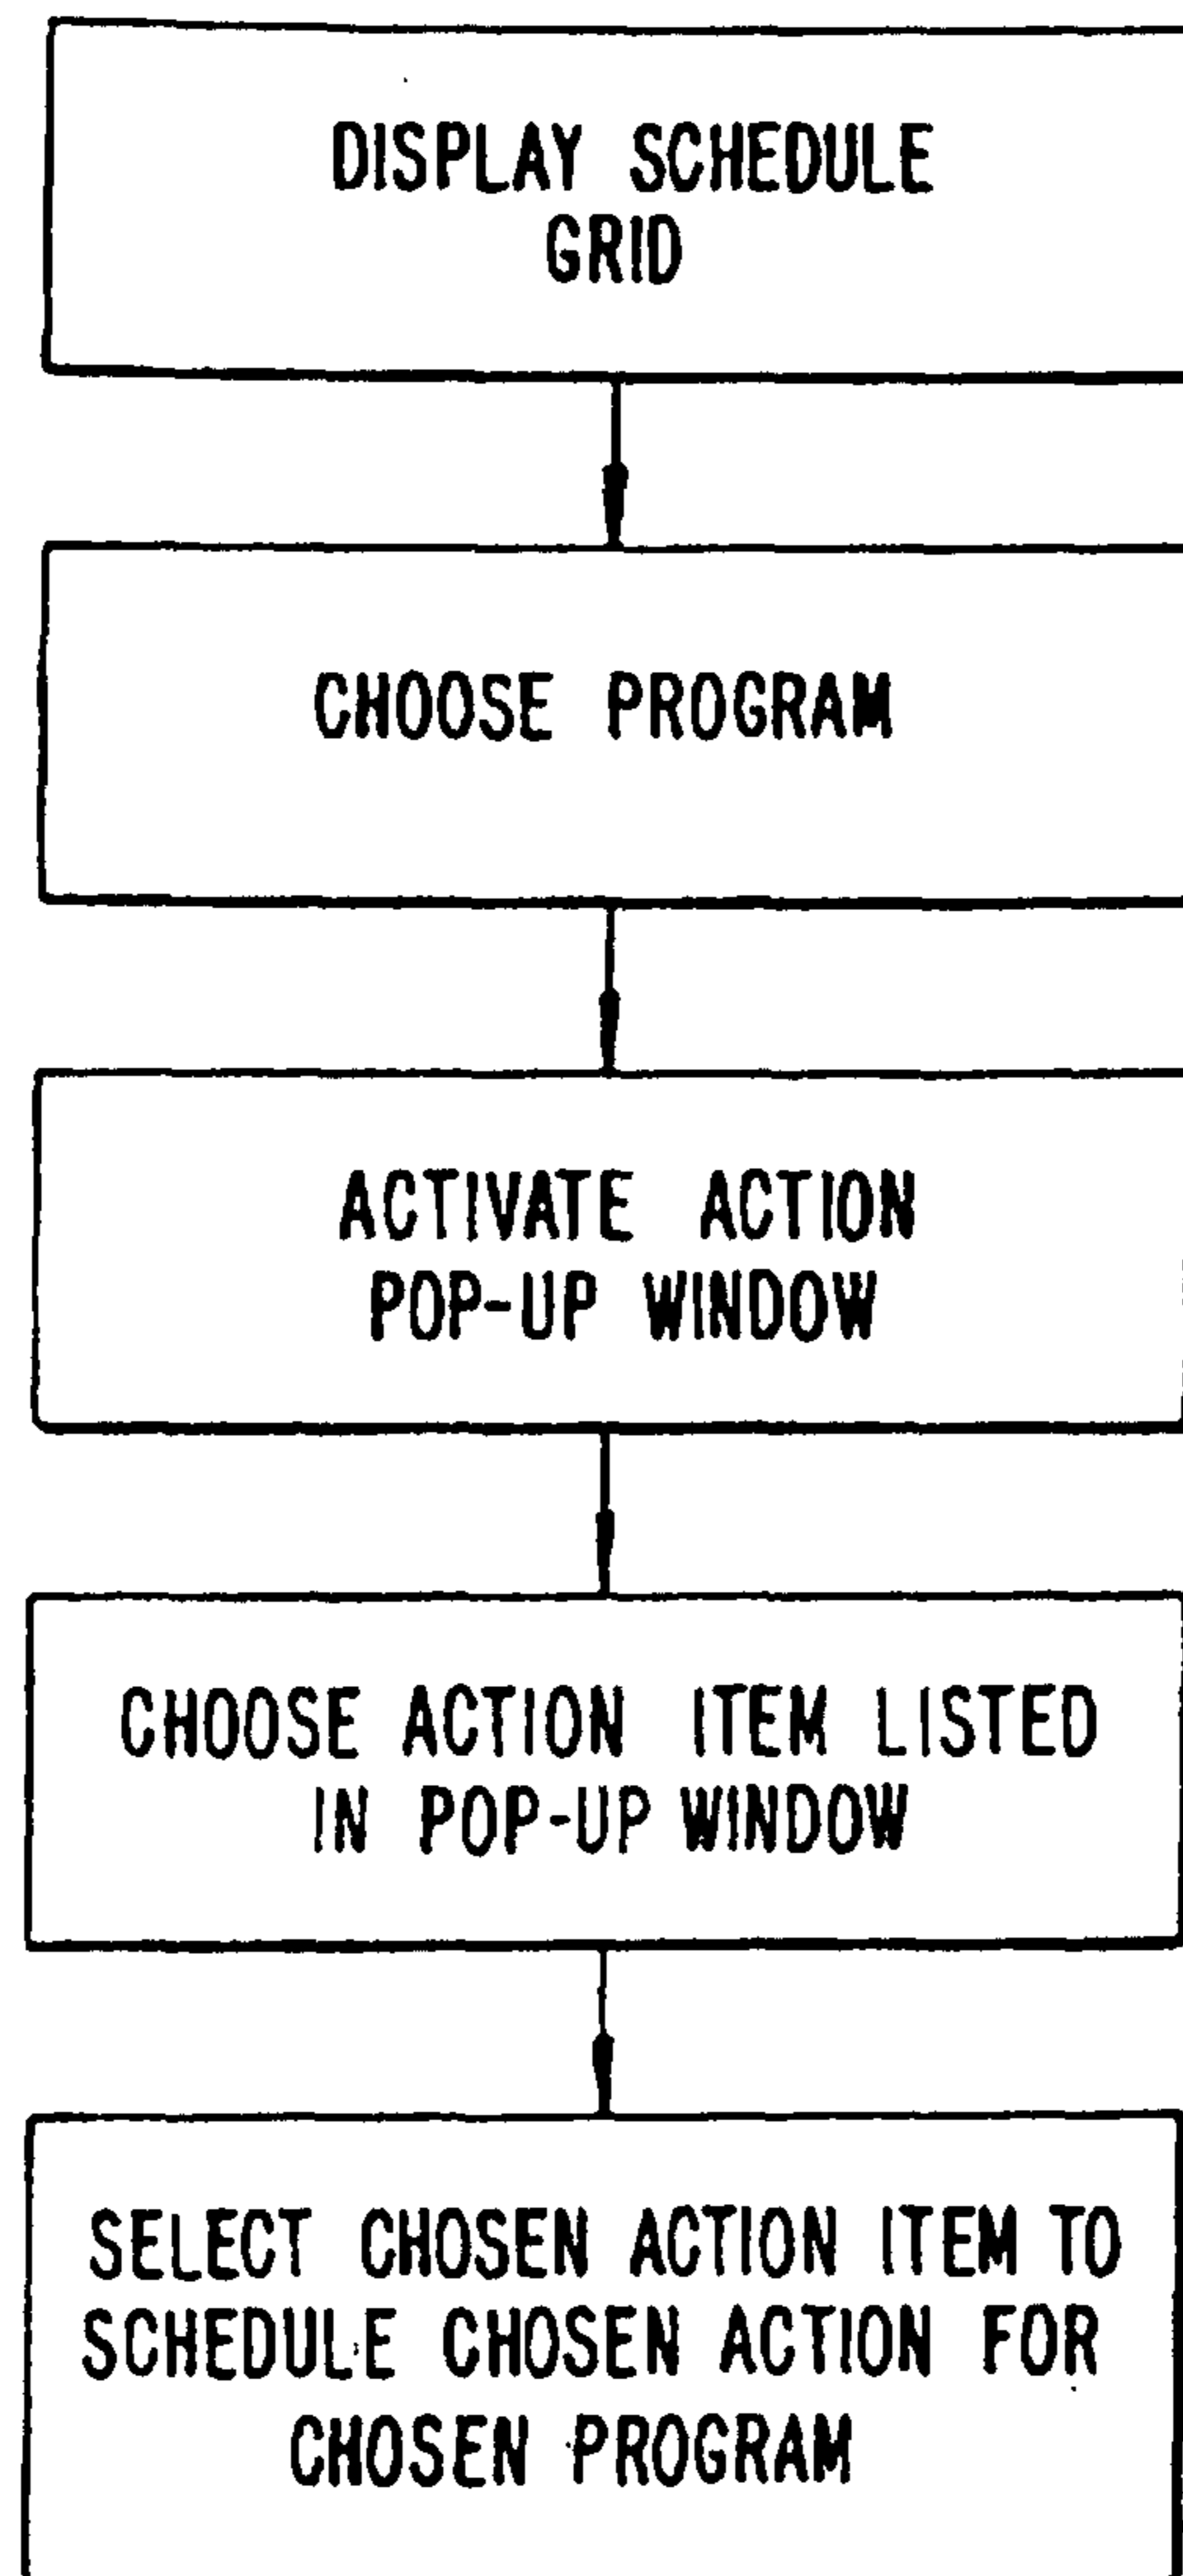 DISPLAY SCHEDULE
GRID
CHOOSE PROGRAM
ACTIVATE ACTION
POP-UP WINDOW
CHOOSE ACTION ITEM LISTED
IN POP-UP WINDOW
SELECT CHOSEN ACTION ITEM TO
SCHEDULE CHOSEN ACTION FOR
CHOSEN PROGRAM